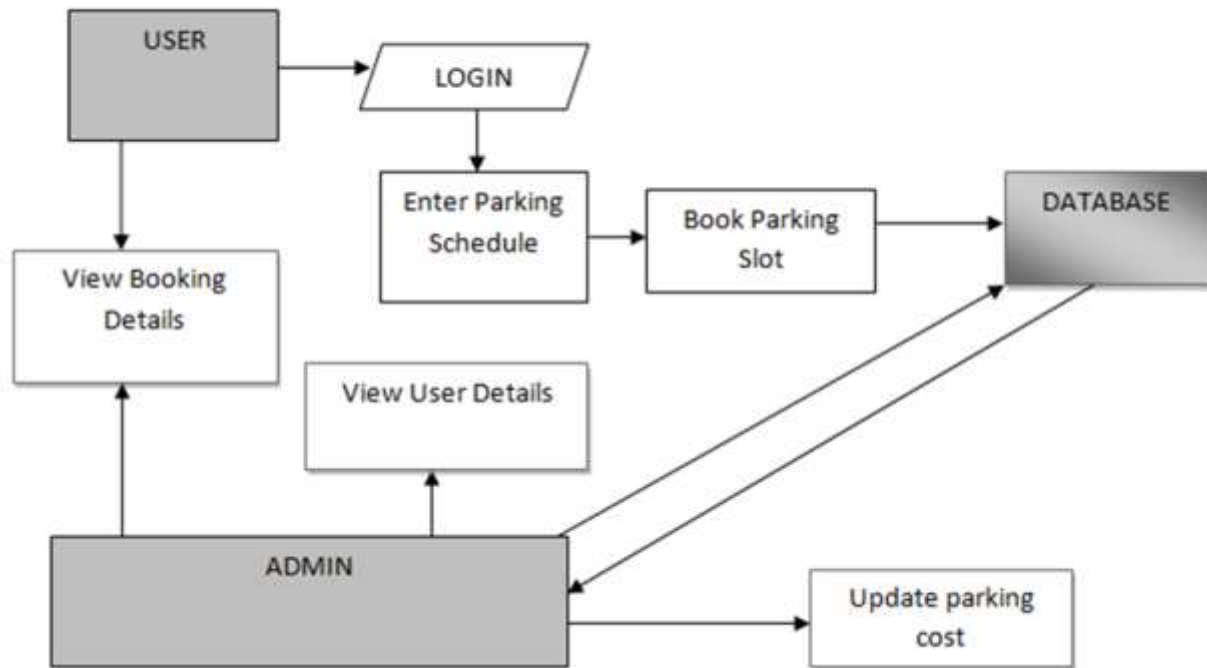 USER
LOGIN
Enter Parking
Schedule
Book Parking
Slot
DATABASE
View Booking
Details
View User Details
ADMIN
Update parking
cost